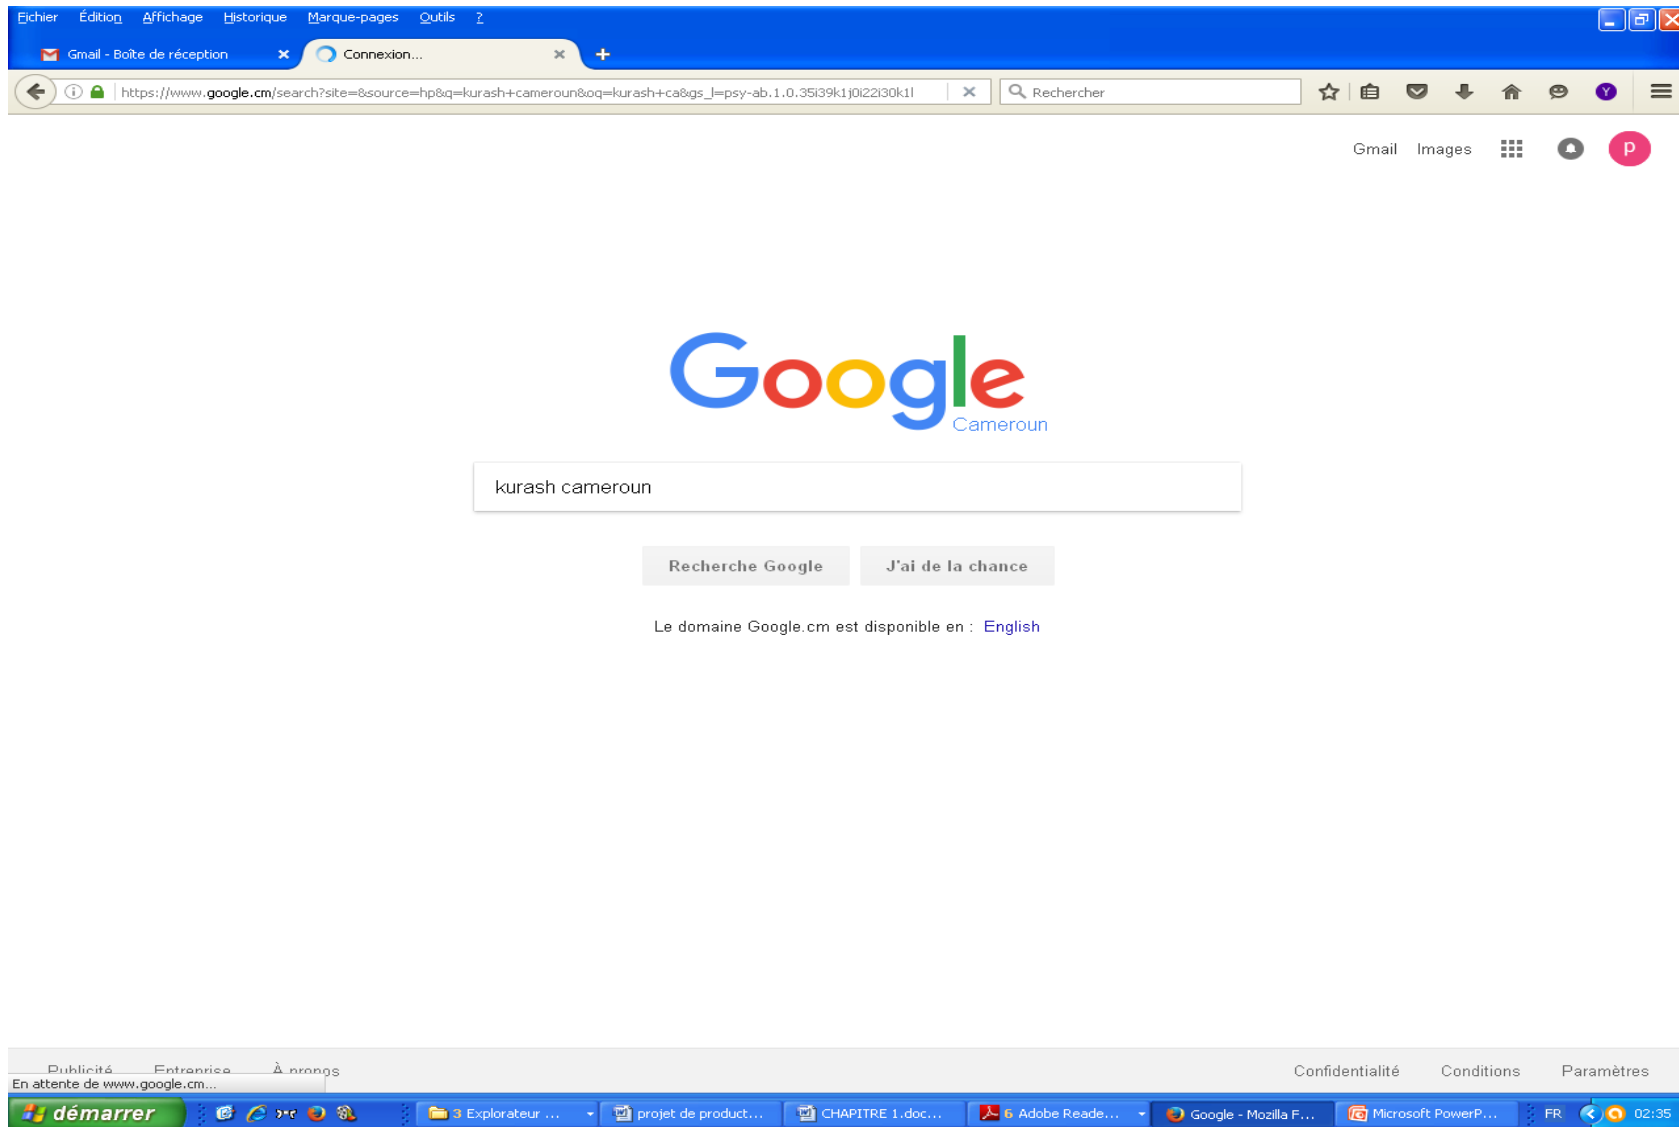 Fichier Édition Affichage Historique Marque-pages Outils ?
Gmail - Boîte de réception Connexion...
https://www.google.cm/search?site=&source=hp&q=kurash+cameroun&oq=kurash+ca&gs_l=psy-ab.1.0.35i39k1j0i22i30k1l Rechercher Y
Gmail Images p
Google
Cameroun
kurash cameroun
Recherche Google J'ai de la chance
Le domaine Google.cm est disponible en : English
Publicité Entreprise À propos Confidentialité Conditions Paramètres
En attente de www.google.cm...
démarrer 3 Explorateur ... projet de product... CHAPITRE 1.doc... 6 Adobe Reade... Google - Mozilla F... Microsoft PowerP... FR 02:35